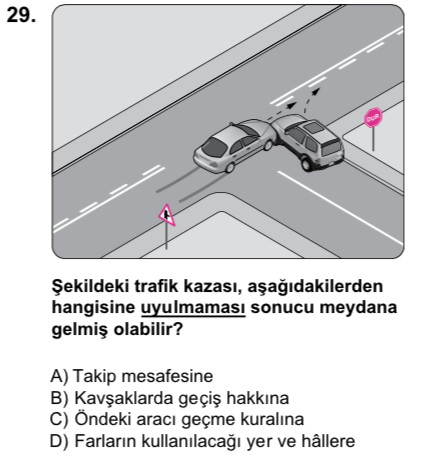 29.
DUR
Şekildeki trafik kazası, aşağıdakilerden
hangisine uyulmaması sonucu meydana
gelmiş olabilir?
A) Takip mesafesine
B) Kavşaklarda geçiş hakkına
C) Öndeki aracı geçme kuralına
D) Farların kullanılacağı yer ve hâllere